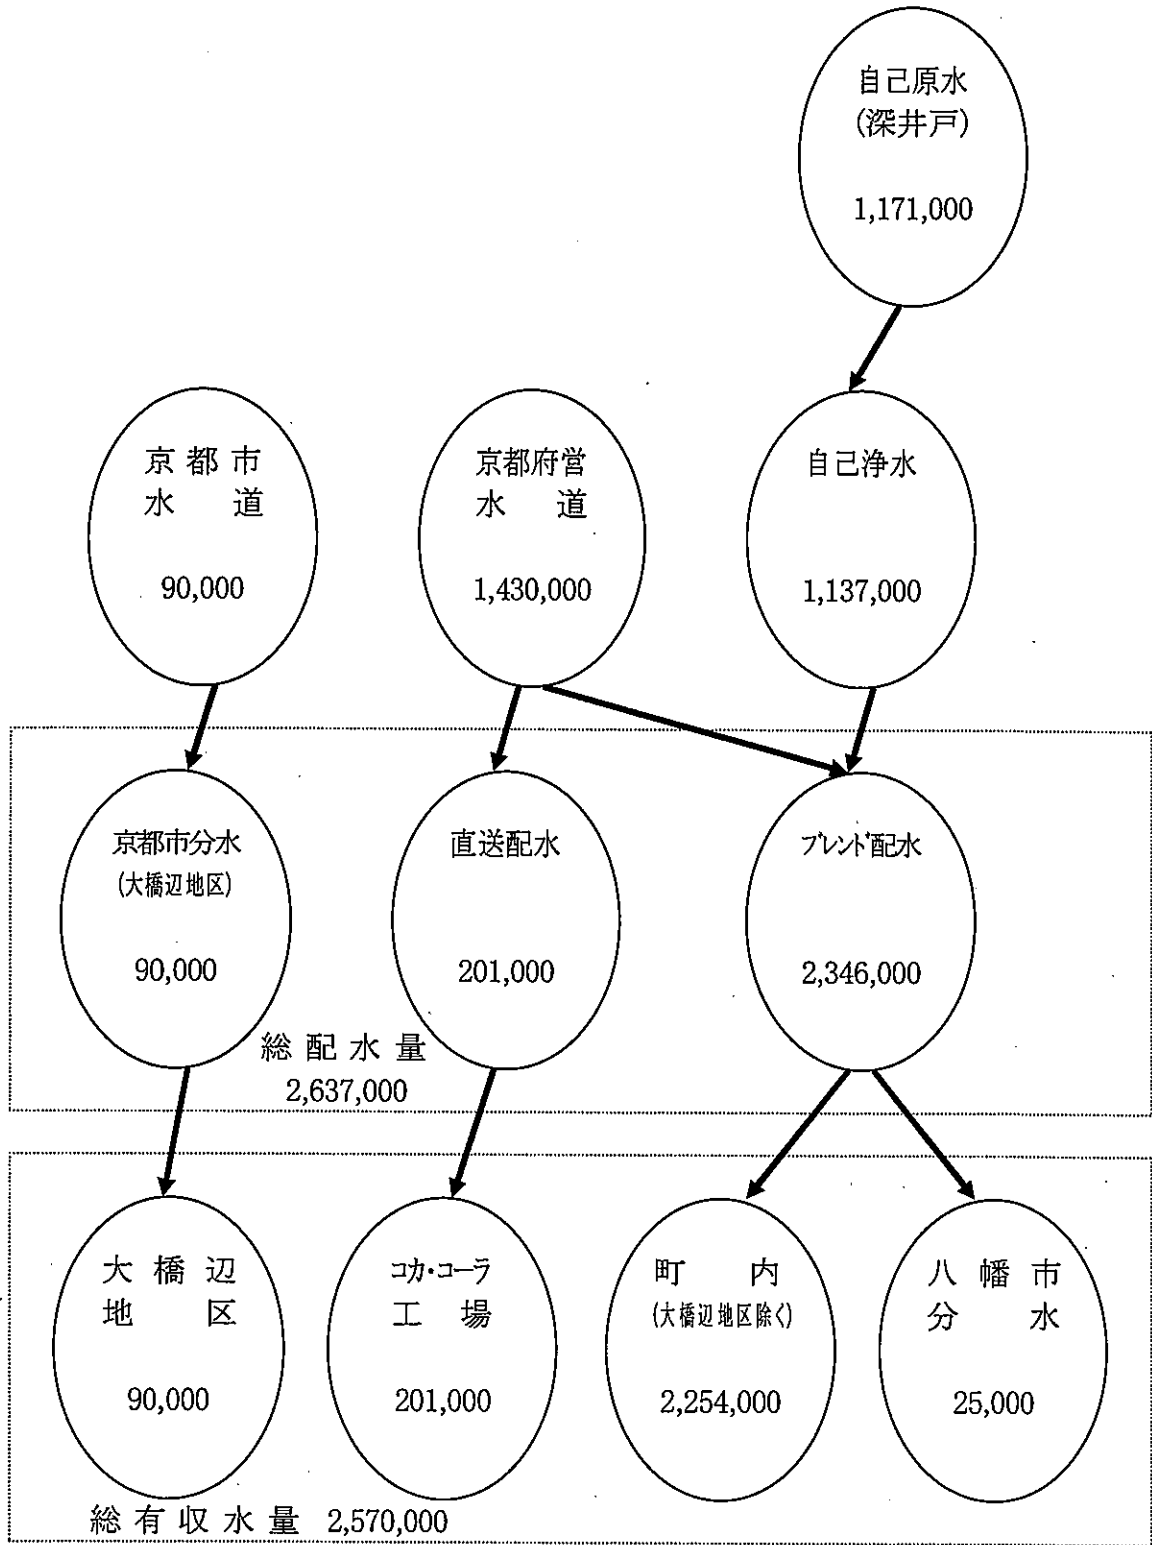 自己原水
(深井戸)
1,171,000
京都市
水道
90,000
京都府営
水道
1,430,000
自己浄水
1,137,000
京都市分水
(大橋辺地区)
90,000
直送配水
201,000
ブレンド配水
2,346,000
総配水量
2,637,000
大橋辺
地区
90,000
コカ・コーラ
工場
201,000
町内
(大橋辺地区除く)
2,254,000
八幡市
分水
25,000
総有収水量 2,570,000